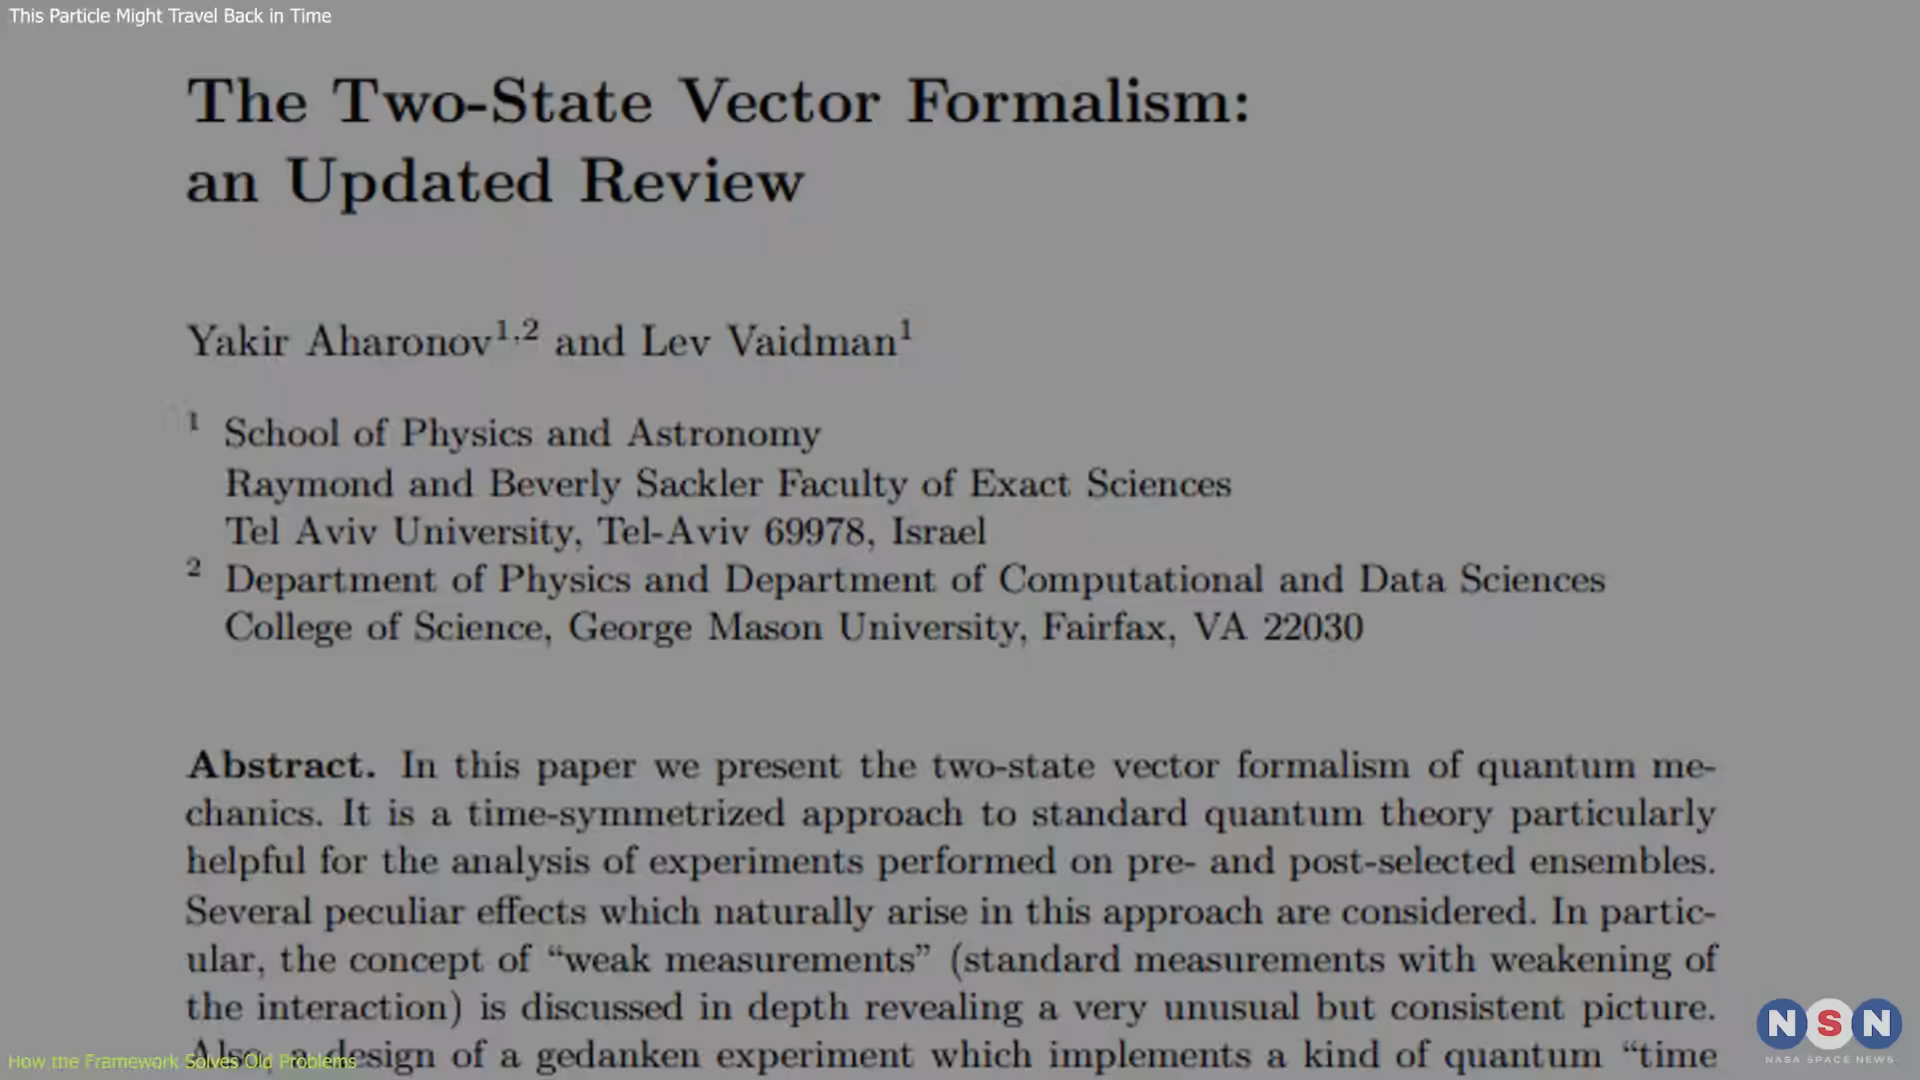 This Particle Might Travel Back in Time
The Two-State Vector Formalism:
an Updated Review
Yakir Aharonov1,2 and Lev Vaidman1
1 School of Physics and Astronomy
Raymond and Beverly Sackler Faculty of Exact Sciences
Tel Aviv University, Tel-Aviv 69978, Israel
2 Department of Physics and Department of Computational and Data Sciences
College of Science, George Mason University, Fairfax, VA 22030
Abstract. In this paper we present the two-state vector formalism of quantum me-
chanics. It is a time-symmetrized approach to standard quantum theory particularly
helpful for the analysis of experiments performed on pre- and post-selected ensembles.
Several peculiar effects which naturally arise in this approach are considered. In partic-
ular, the concept of “weak measurements” (standard measurements with weakening of
the interaction) is discussed in depth revealing a very unusual but consistent picture.
Also, a design of a gedanken experiment which implements a kind of quantum “time
How the Framework Solves Old Problems
NSN
NASA SPACE NEWS